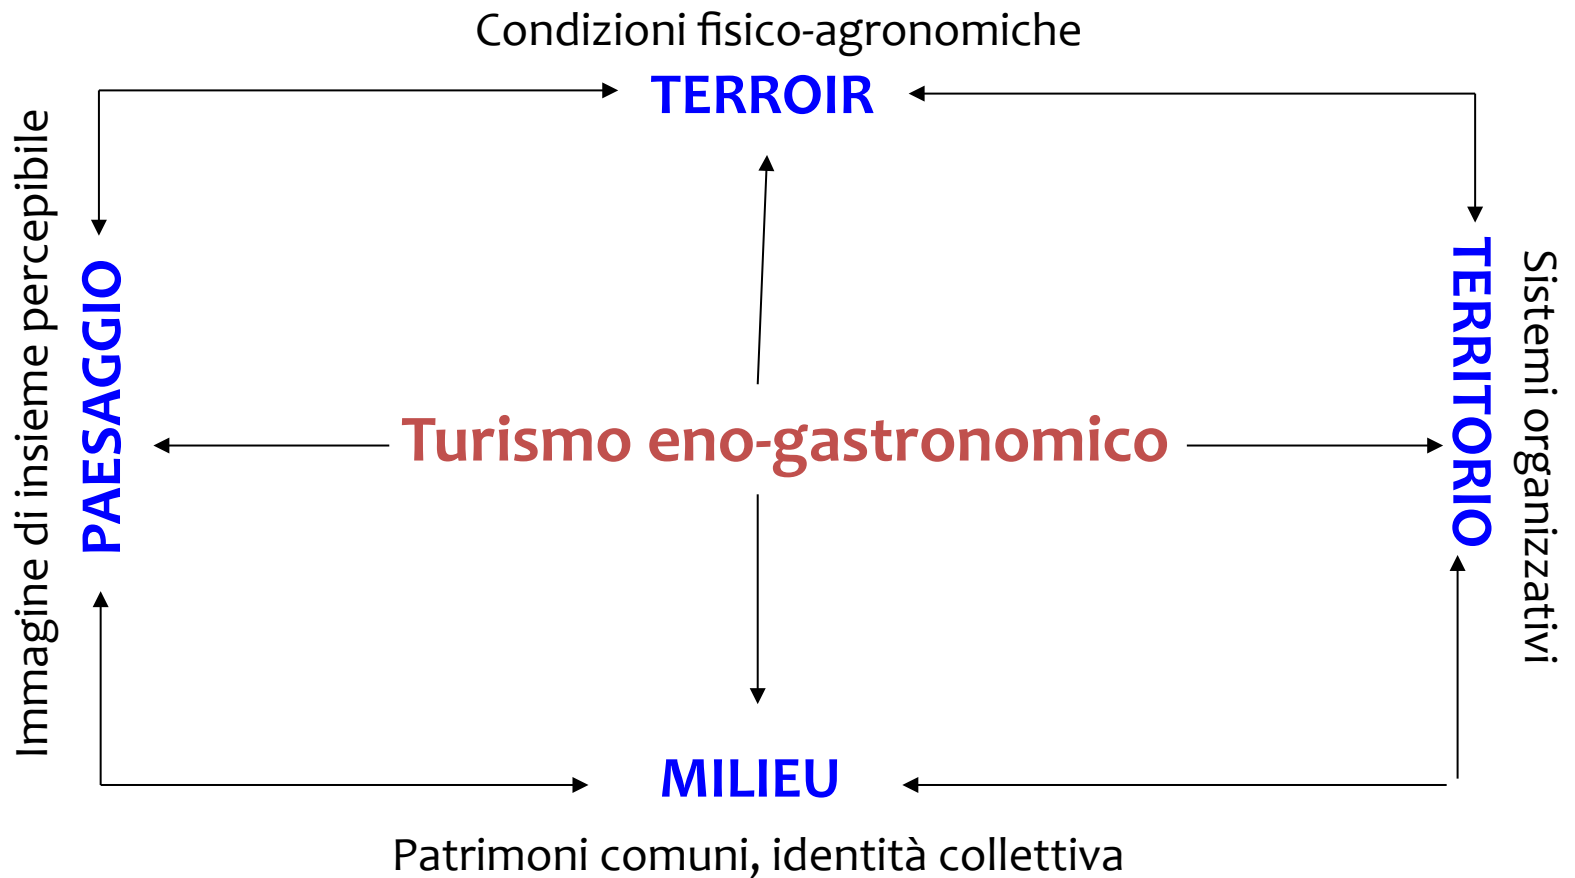 Condizioni fisico-agronomiche
TERROIR
Immagine di insieme percepibile
PAESAGGIO
Turismo eno-gastronomico
TERRITORIO
Sistemi organizzativi
MILIEU
Patrimoni comuni, identità collettiva